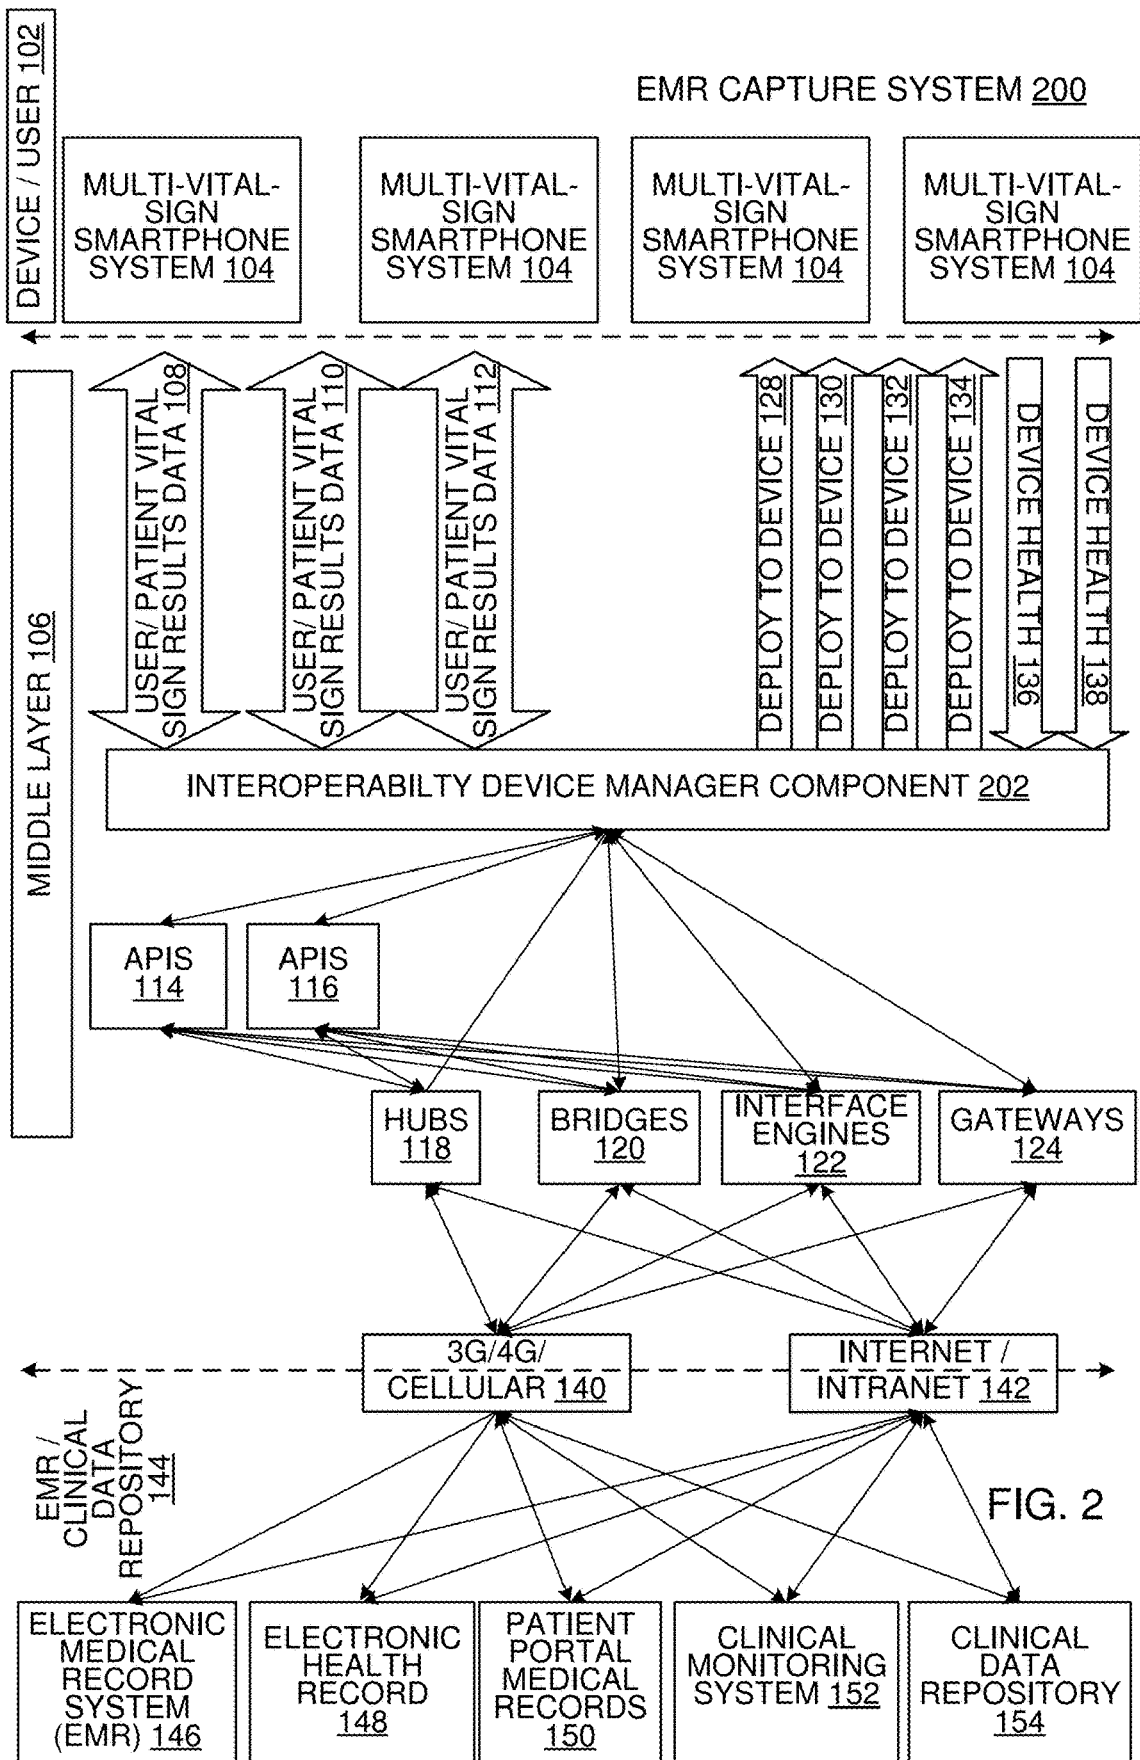 DEVICE / USER 102
EMR CAPTURE SYSTEM 200
MULTI-VITAL-
SIGN
SMARTPHONE
SYSTEM 104
MULTI-VITAL-
SIGN
SMARTPHONE
SYSTEM 104
MULTI-VITAL-
SIGN
SMARTPHONE
SYSTEM 104
MULTI-VITAL-
SIGN
SMARTPHONE
SYSTEM 104
MIDDLE LAYER 106
USER/ PATIENT VITAL
SIGN RESULTS DATA 108
USER/ PATIENT VITAL
SIGN RESULTS DATA 110
USER/ PATIENT VITAL
SIGN RESULTS DATA 112
DEPLOY TO DEVICE 128
DEPLOY TO DEVICE 130
DEPLOY TO DEVICE 132
DEPLOY TO DEVICE 134
DEVICE HEALTH 136
DEVICE HEALTH 138
INTEROPERABILTY DEVICE MANAGER COMPONENT 202
APIS
114
APIS
116
HUBS
118
BRIDGES
120
INTERFACE
ENGINES
122
GATEWAYS
124
3G/4G/
CELLULAR 140
INTERNET /
INTRANET 142
EMR /
CLINICAL
DATA
REPOSITORY
144
FIG. 2
ELECTRONIC
MEDICAL
RECORD
SYSTEM
(EMR) 146
ELECTRONIC
HEALTH
RECORD
148
PATIENT
PORTAL
MEDICAL
RECORDS
150
CLINICAL
MONITORING
SYSTEM 152
CLINICAL
DATA
REPOSITORY
154